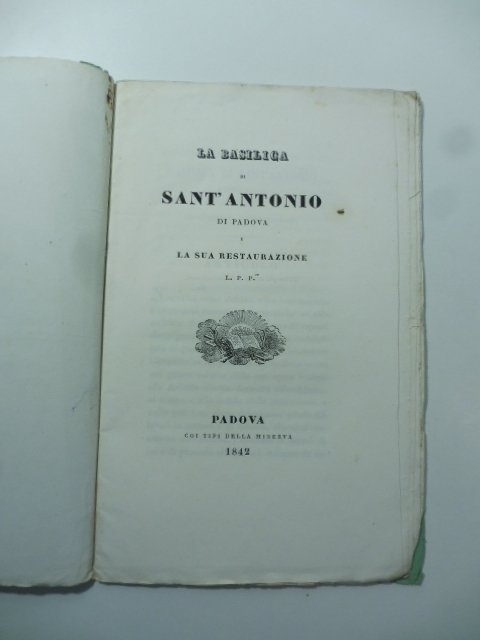 LA BASILICA
DI
SANT'ANTONIO
DI PADOVA
E
LA SUA RESTAURAZIONE
L. P. P.
PADOVA
COI TIPI DELLA MINERVA
1842